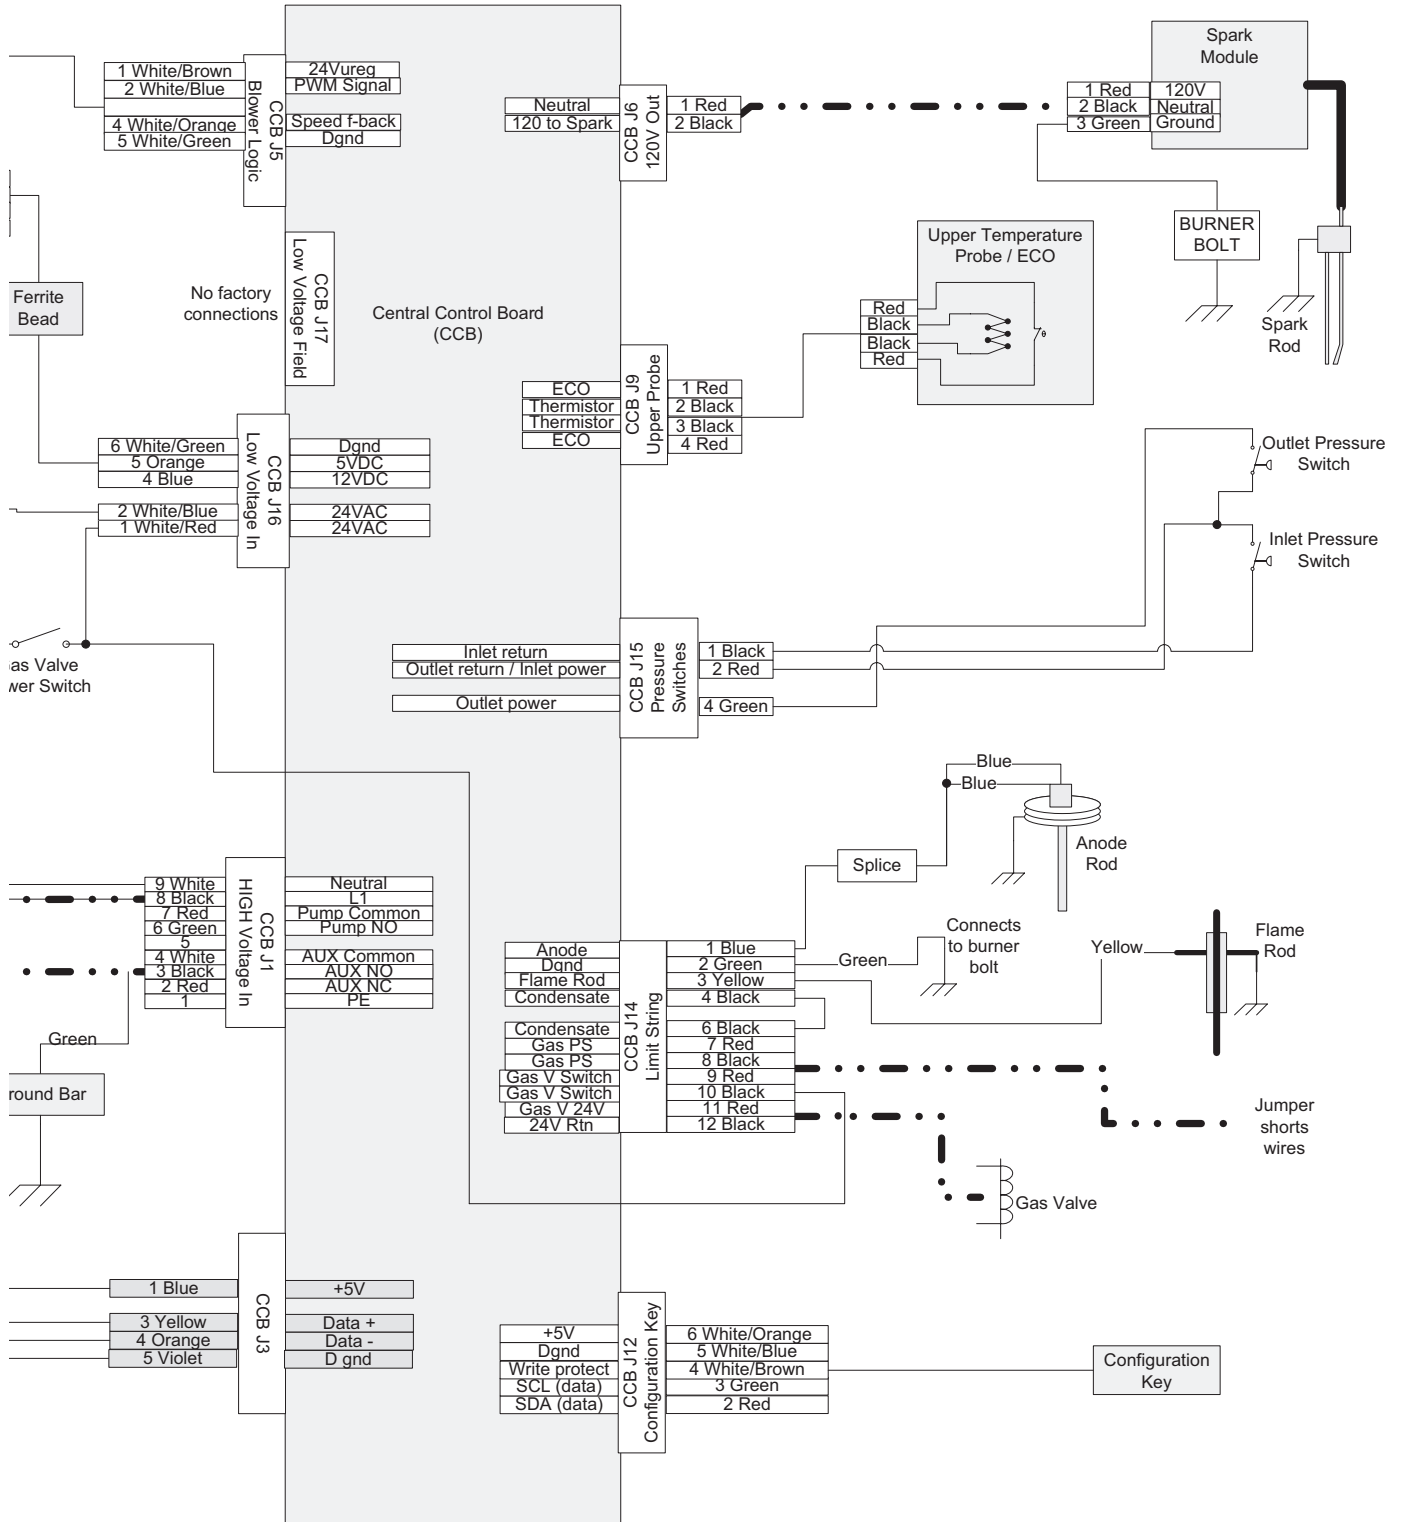 1 White/Brown
2 White/Blue
4 White/Orange
5 White/Green
CCB J5
Blower Logic
24Vureg
PWM Signal
Speed f-back
Dgnd
Neutral
120 to Spark
CCB J6
120V Out
1 Red
2 Black
Spark
Module
1 Red
2 Black
3 Green
120V
Neutral
Ground
BURNER
BOLT
Spark
Rod
Ferrite
Bead
No factory
connections
CCB J17
Low Voltage Field
Central Control Board
(CCB)
Upper Temperature
Probe / ECO
Red
Black
Black
Red
θ
ECO
Thermistor
Thermistor
ECO
CCB J9
Upper Probe
1 Red
2 Black
3 Black
4 Red
6 White/Green
5 Orange
4 Blue
2 White/Blue
1 White/Red
CCB J16
Low Voltage In
Dgnd
5VDC
12VDC
24VAC
24VAC
Outlet Pressure
Switch
Inlet Pressure
Switch
as Valve
wer Switch
Inlet return
Outlet return / Inlet power
Outlet power
CCB J15
Pressure
Switches
1 Black
2 Red
4 Green
Blue
Blue
Splice
Anode
Rod
9 White
8 Black
7 Red
6 Green
5
4 White
3 Black
2 Red
1
CCB J1
HIGH Voltage In
Neutral
L1
Pump Common
Pump NO
AUX Common
AUX NO
AUX NC
PE
Green
round Bar
Anode
Dgnd
Flame Rod
Condensate
Condensate
Gas PS
Gas PS
Gas V Switch
Gas V Switch
Gas V 24V
24V Rtn
CCB J14
Limit String
1 Blue
2 Green
3 Yellow
4 Black
6 Black
7 Red
8 Black
9 Red
10 Black
11 Red
12 Black
Green
Connects
to burner
bolt
Yellow
Flame
Rod
Jumper
shorts
wires
Gas Valve
1 Blue
3 Yellow
4 Orange
5 Violet
CCB J3
+5V
Data +
Data -
D gnd
+5V
Dgnd
Write protect
SCL (data)
SDA (data)
CCB J12
Configuration Key
6 White/Orange
5 White/Blue
4 White/Brown
3 Green
2 Red
Configuration
Key